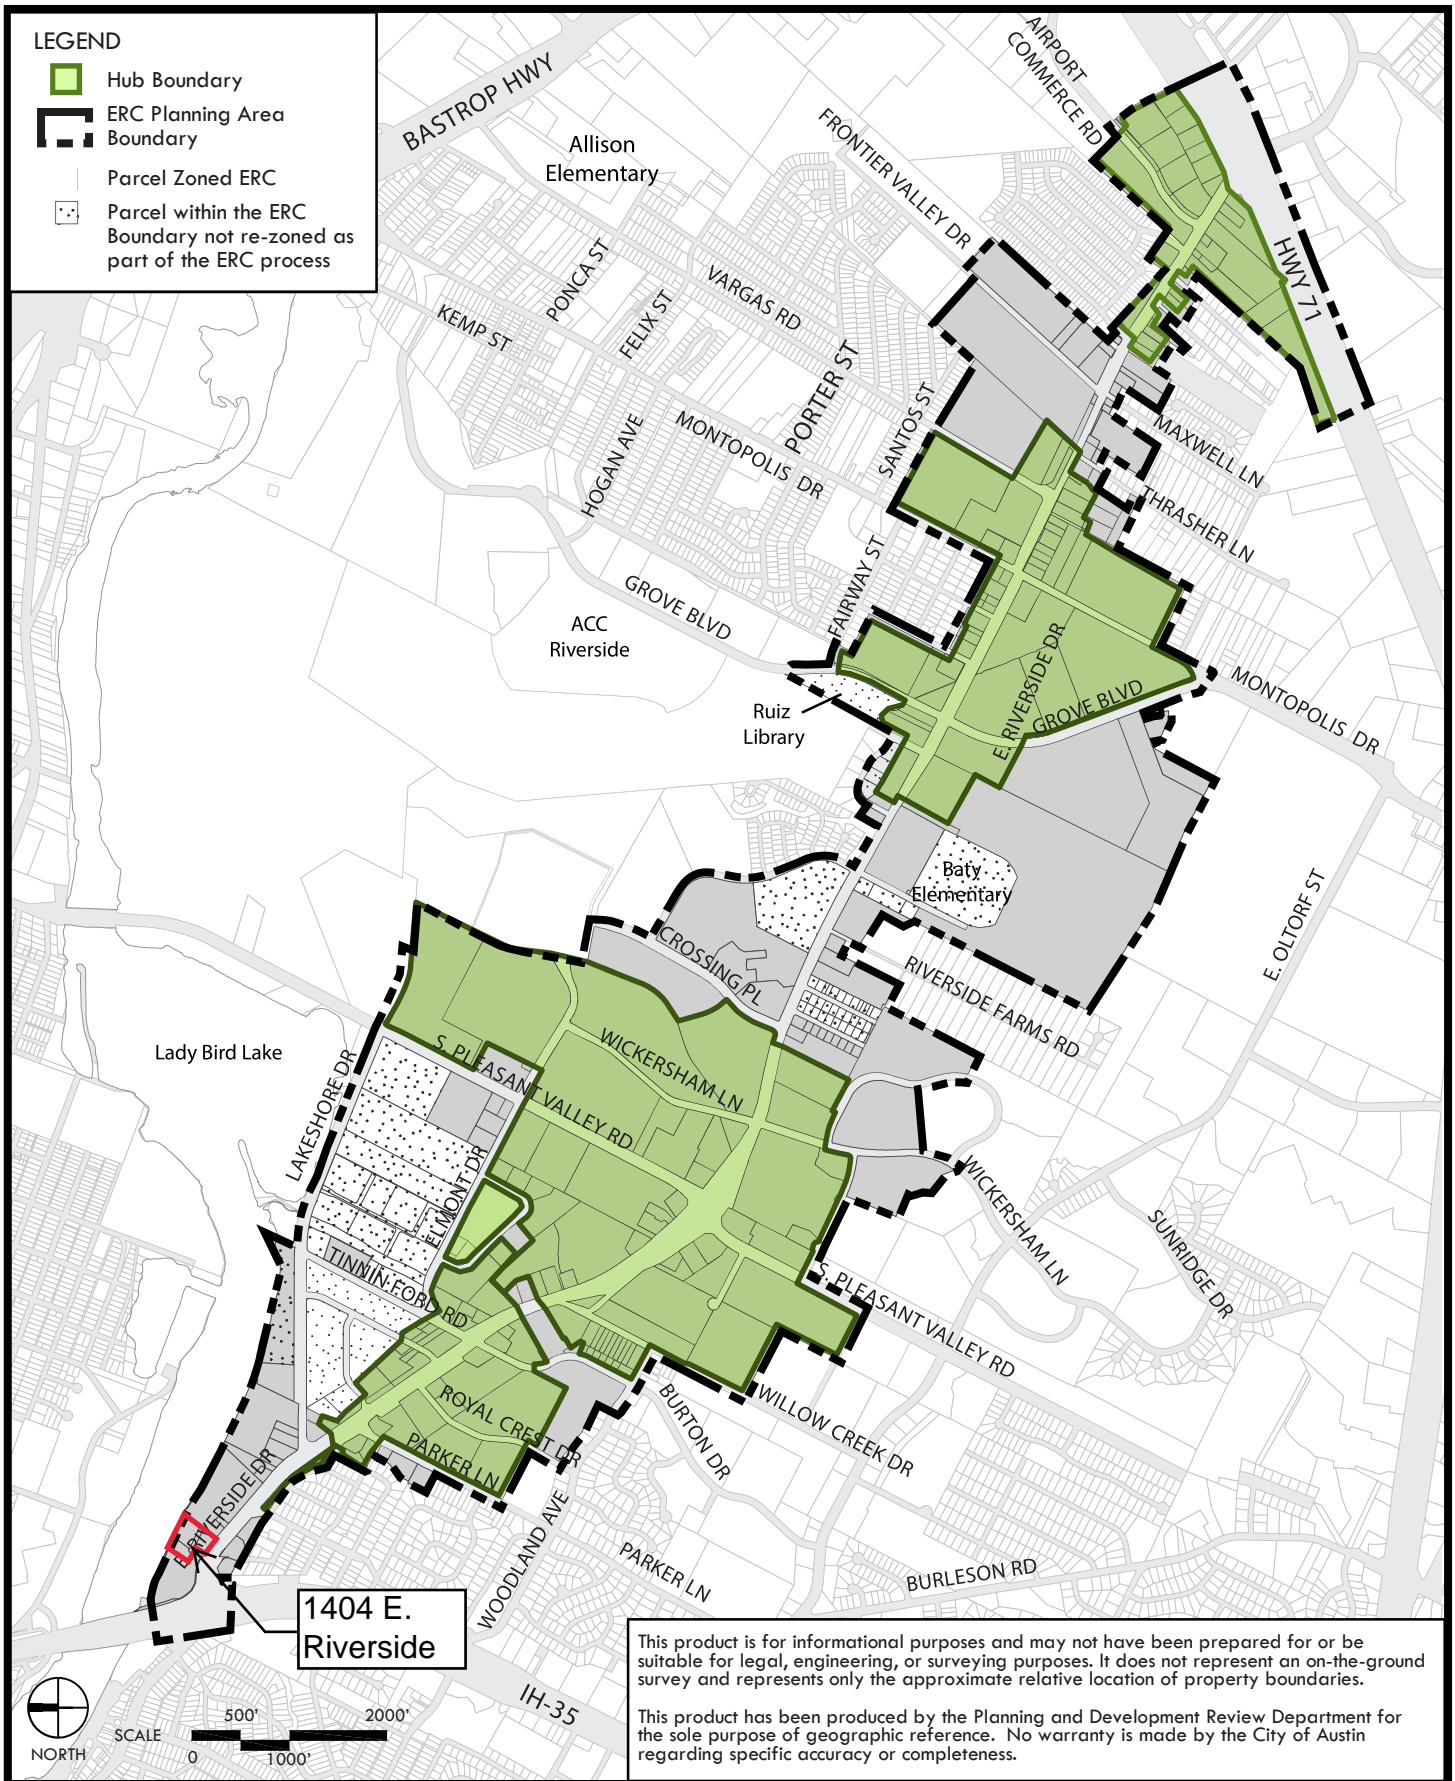 LEGEND
Hub Boundary
ERC Planning Area
Boundary
Parcel Zoned ERC
Parcel within the ERC
Boundary not re-zoned as
part of the ERC process
BASTROP HWY
AIRPORT
COMMERCE RD
Allison
Elementary
FRONTIER VALLEY DR
HWY 71
PONCA ST
VARGAS RD
KEMP ST
FELIX ST
PORTER ST
SANTOS ST
HOGAN AVE
MONTOPOLIS DR
MAXWELL LN
THRASHER LN
FAIRWAY ST
GROVE BLVD
ACC
Riverside
E. RIVERSIDE DR
GROVE BLVD
MONTOPOLIS DR
Ruiz
Library
Baty
Elementary
E. OLTORF ST
CROSSING PL
RIVERSIDE FARMS RD
Lady Bird Lake
LAKESHORE DR
S. PLEASANT VALLEY RD
WICKERSHAM LN
ELMONT DR
WICKERSHAM LN
SUNRIDGE DR
TINNIN FORD RD
S. PLEASANT VALLEY RD
ROYAL CREST DR
PARKER LN
BURTON DR
WILLOW CREEK DR
E. RIVERSIDE DR
WOODLAND AVE
PARKER LN
BURLESON RD
1404 E.
Riverside
IH-35
NORTH
SCALE
500'
2000'
0
1000'
This product is for informational purposes and may not have been prepared for or be
suitable for legal, engineering, or surveying purposes. It does not represent an on-the-ground
survey and represents only the approximate relative location of property boundaries.
This product has been produced by the Planning and Development Review Department for
the sole purpose of geographic reference. No warranty is made by the City of Austin
regarding specific accuracy or completeness.